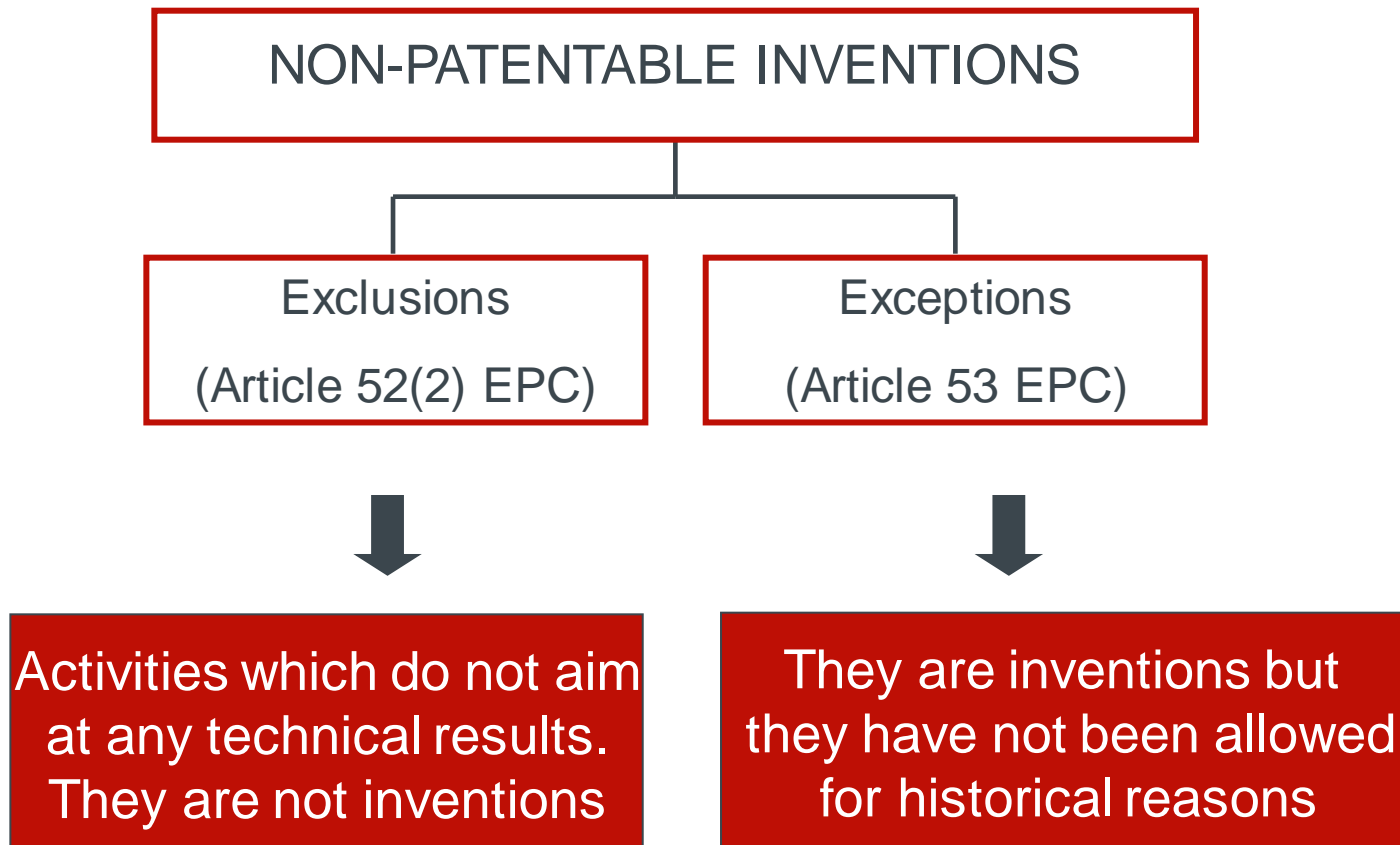 NON-PATENTABLE INVENTIONS
Exclusions
(Article 52(2) EPC)
Exceptions
(Article 53 EPC)
Activities which do not aim
at any technical results.
They are not inventions
They are inventions but
they have not been allowed
for historical reasons